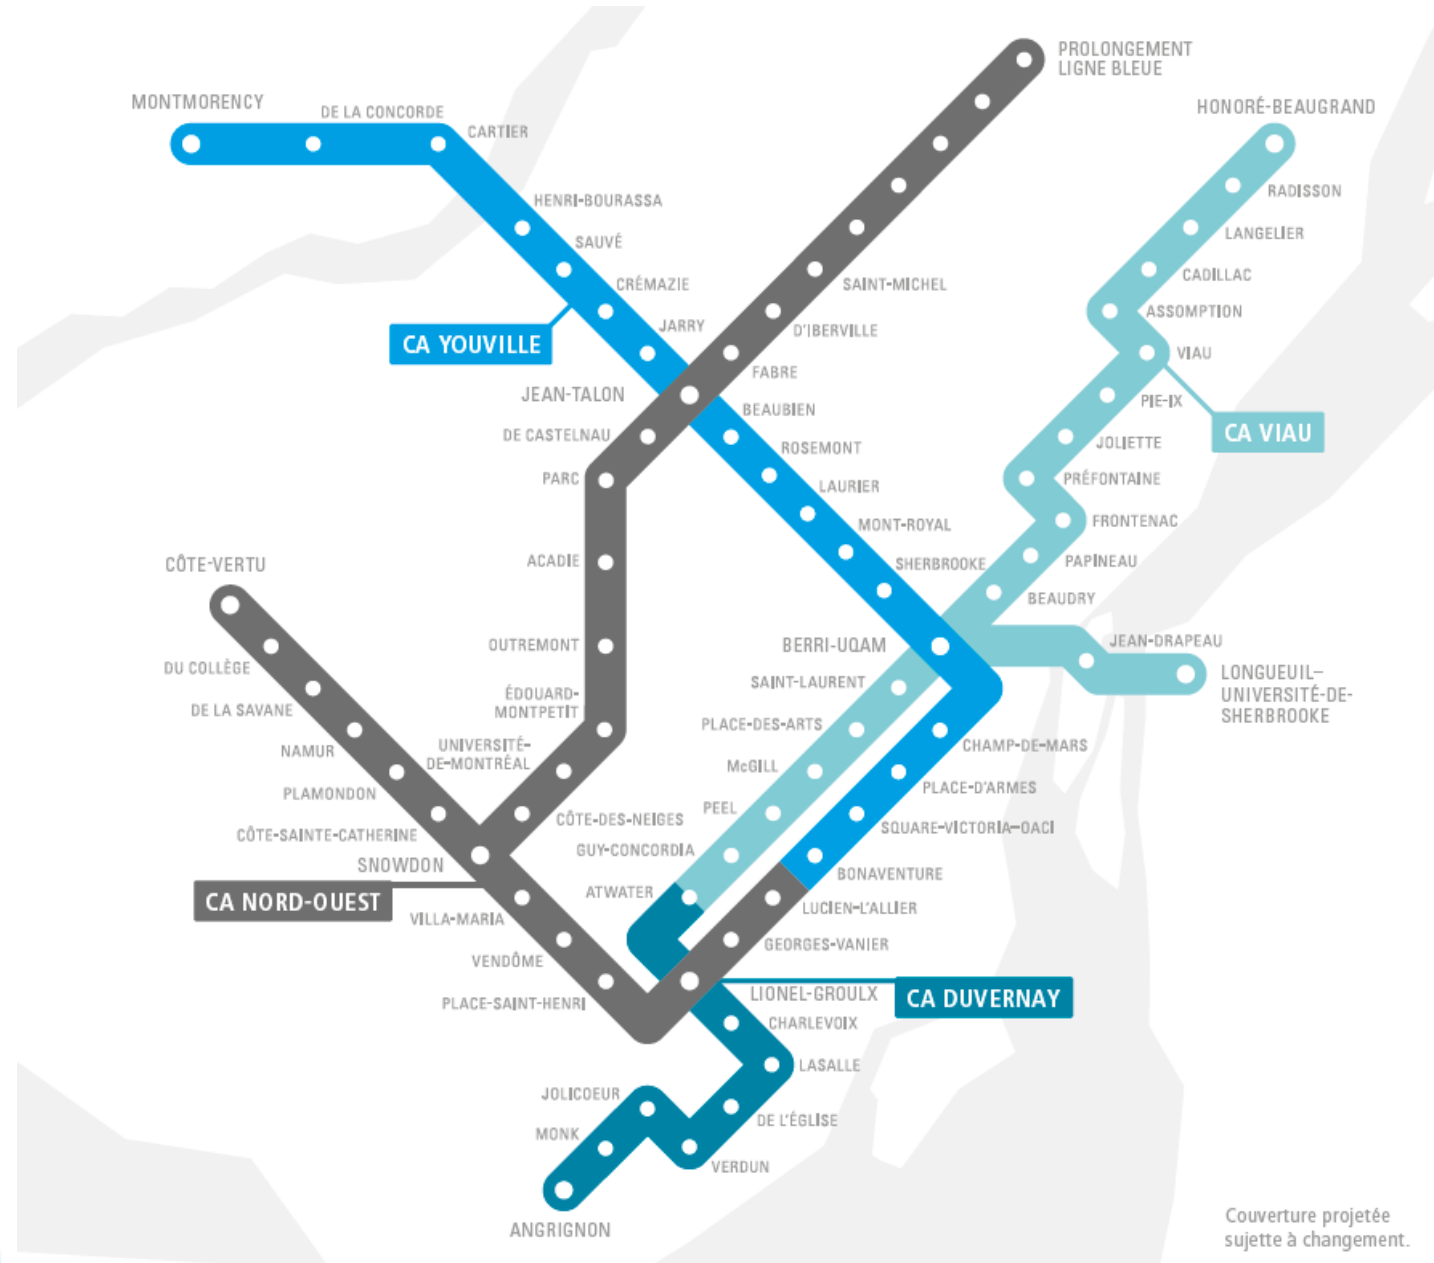 PROLONGEMENT
LIGNE BLEUE
MONTMORENCY
DE LA CONCORDE
CARTIER
HONORÉ-BEAUGRAND
RADISSON
HENRI-BOURASSA
LANGELIER
SAUVÉ
CADILLAC
CRÉMAZIE
SAINT-MICHEL
ASSOMPTION
JARRY
D'IBERVILLE
CA YOUVILLE
VIAU
FABRE
JEAN-TALON
BEAUBIEN
PIE-IX
CA VIAU
DE CASTELNAU
ROSEMONT
JOLIETTE
PARC
LAURIER
PRÉFONTAINE
MONT-ROYAL
FRONTENAC
ACADIE
CÔTE-VERTU
SHERBROOKE
PAPINEAU
BEAUDRY
OUTREMONT
BERRI-UQAM
JEAN-DRAPEAU
DU COLLÈGE
SAINT-LAURENT
LONGUEUIL–
UNIVERSITÉ-DE-
SHERBROOKE
ÉDOUARD-
MONTPETIT
DE LA SAVANE
PLACE-DES-ARTS
NAMUR
UNIVERSITÉ-
DE-MONTRÉAL
CHAMP-DE-MARS
McGILL
PLACE-D'ARMES
PLAMONDON
PEEL
CÔTE-DES-NEIGES
SQUARE-VICTORIA–OACI
CÔTE-SAINTE-CATHERINE
GUY-CONCORDIA
SNOWDON
BONAVENTURE
ATWATER
CA NORD-OUEST
LUCIEN-L'ALLIER
VILLA-MARIA
GEORGES-VANIER
VENDÔME
LIONEL-GROULX
CA DUVERNAY
PLACE-SAINT-HENRI
CHARLEVOIX
LASALLE
JOLICOEUR
DE L'ÉGLISE
MONK
VERDUN
ANGRIGNON
Couverture projetée
sujette à changement.